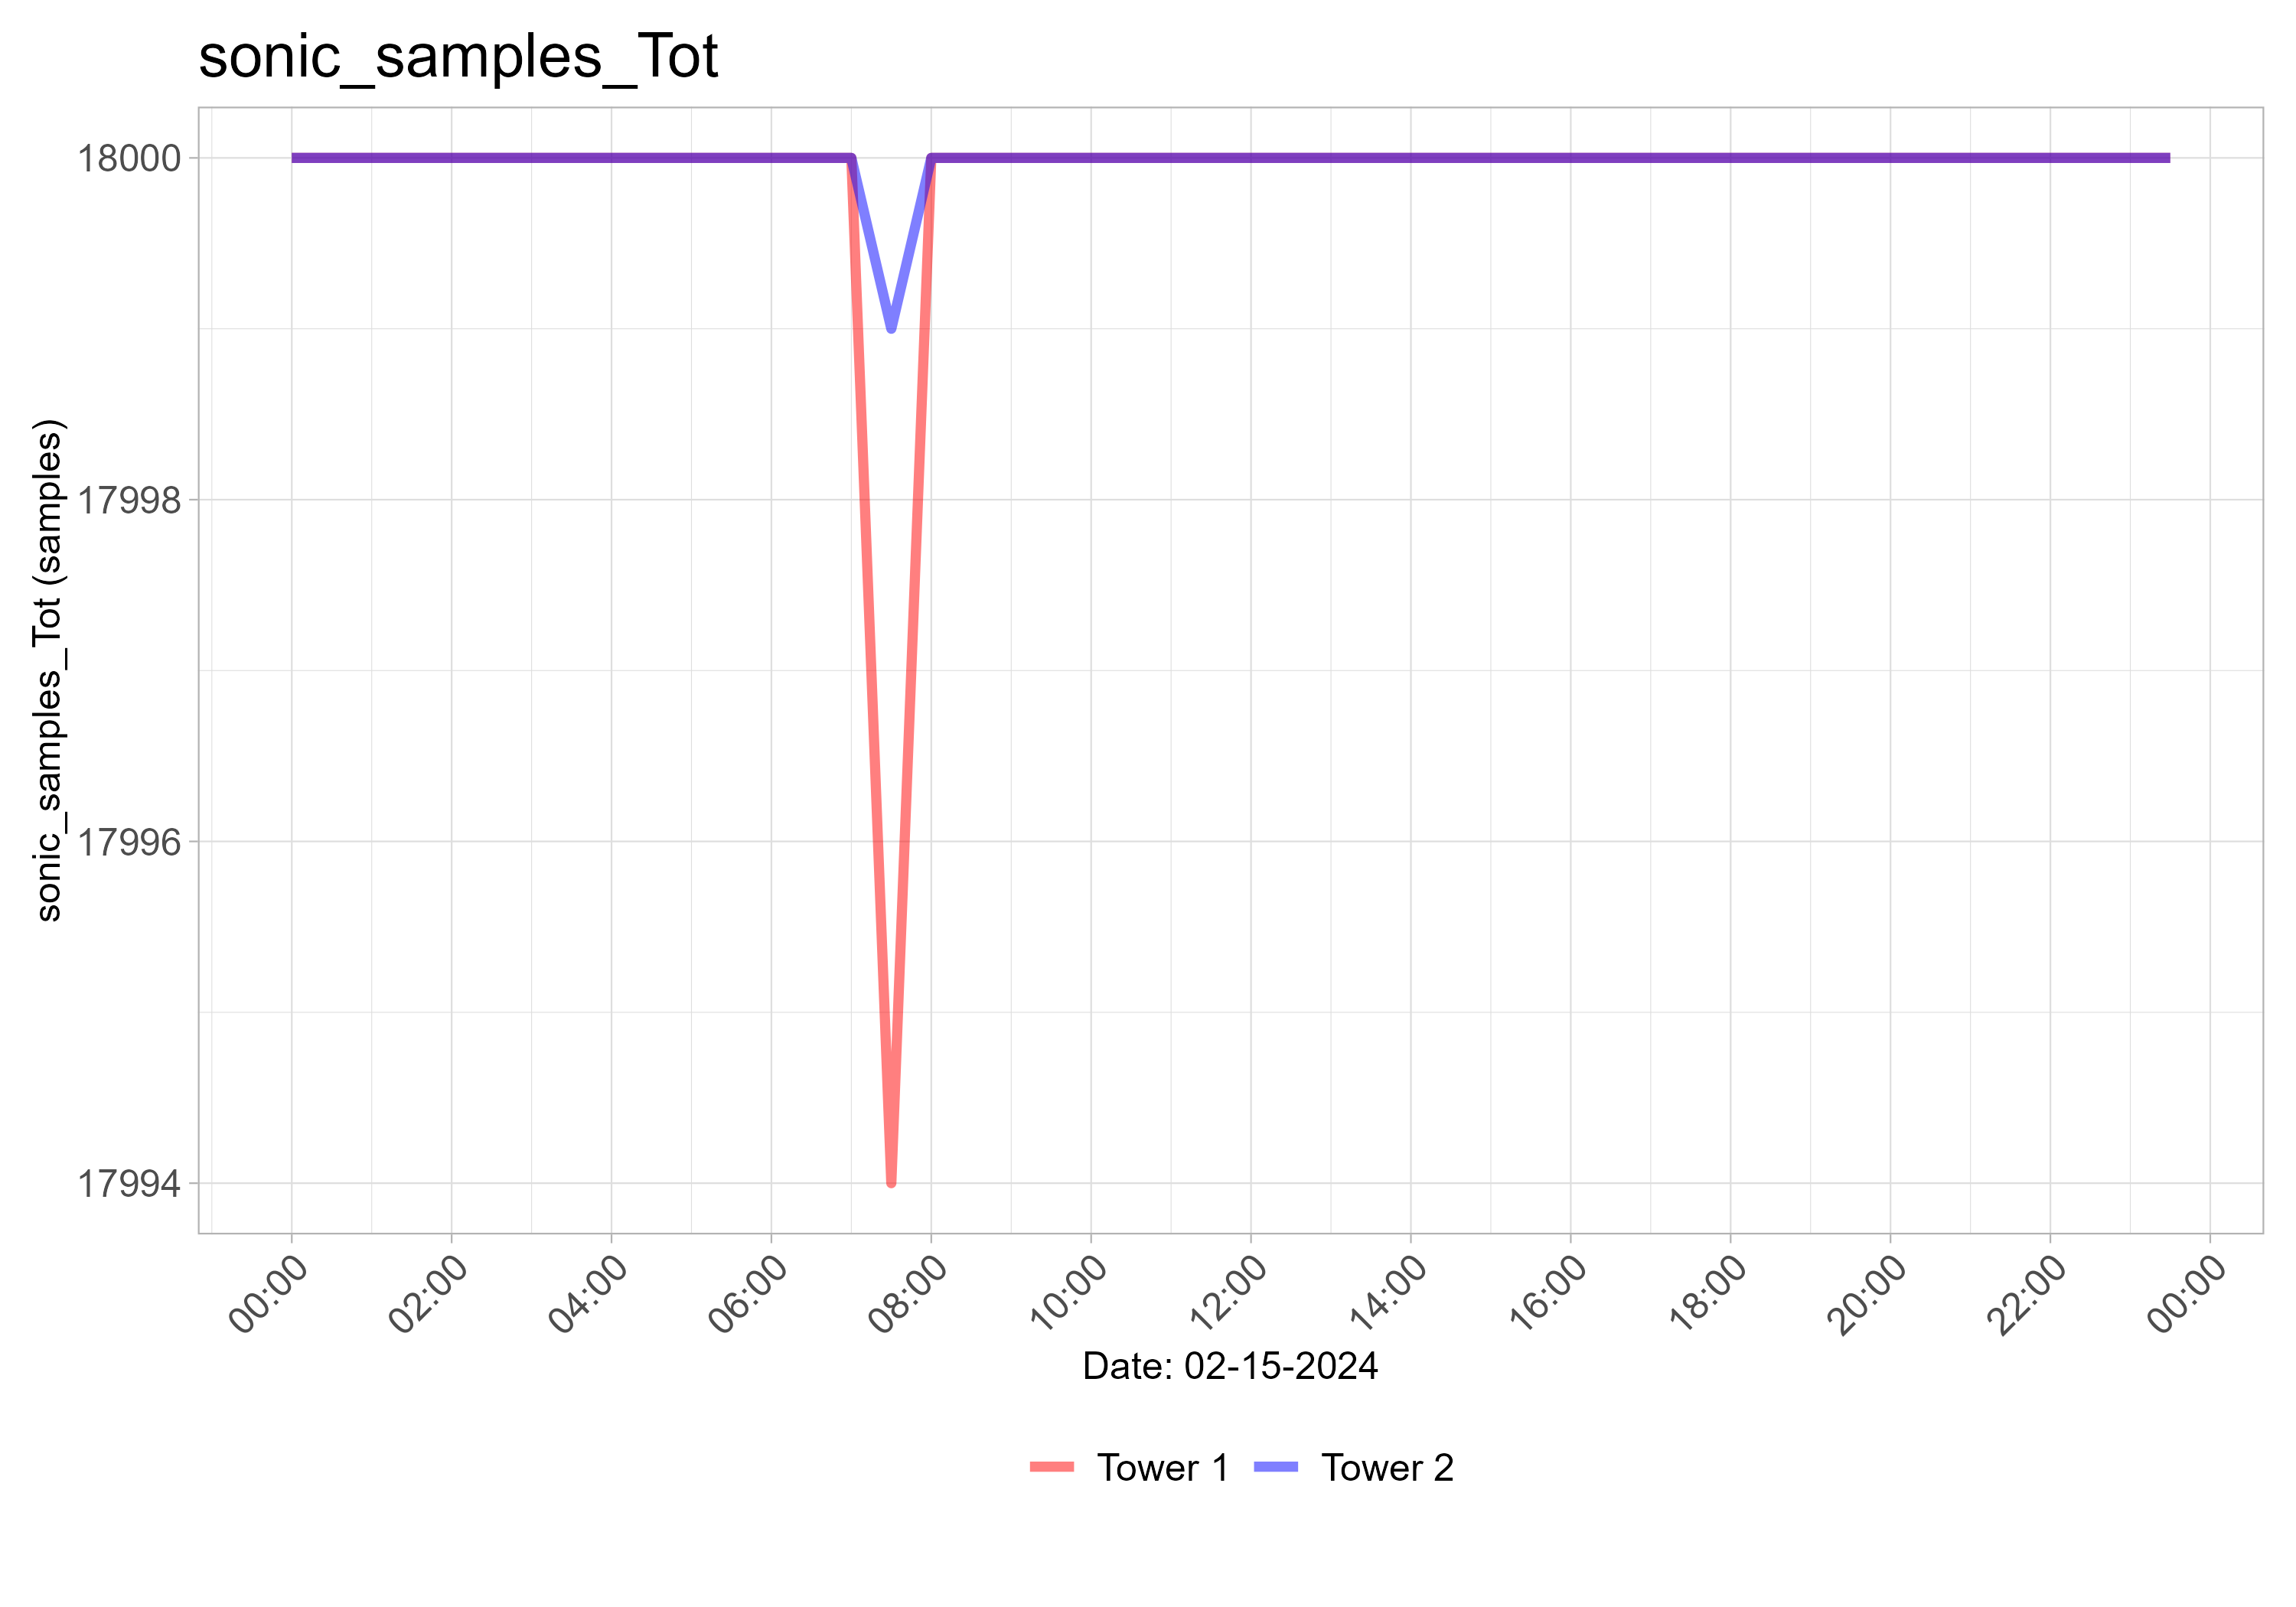 sonic_samples_Tot
sonic_samples_Tot (samples)
18000
17998
17996
17994
00:00 02:00 04:00 06:00 08:00 10:00 12:00 14:00 16:00 18:00 20:00 22:00 00:00
Date: 02-15-2024
Tower 1 Tower 2